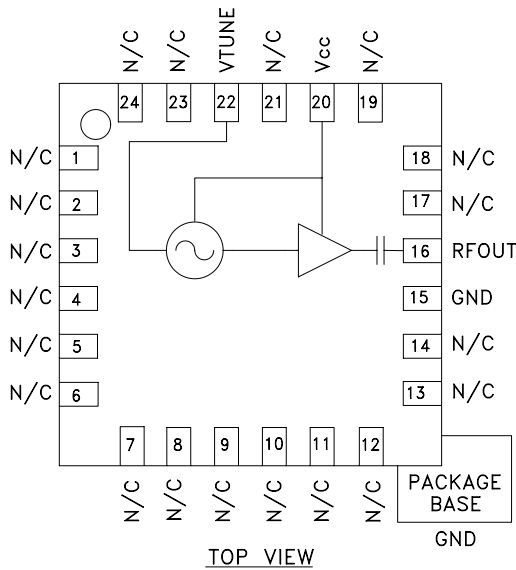 N/C N/C VTUNE N/C Vcc N/C
24 23 22 21 20 19
N/C 1
N/C 2
N/C 3
N/C 4
N/C 5
N/C 6
18 N/C
17 N/C
16 RFOUT
15 GND
14 N/C
13 N/C
7 8 9 10 11 12
N/C N/C N/C N/C N/C N/C
PACKAGE
BASE
GND
TOP VIEW